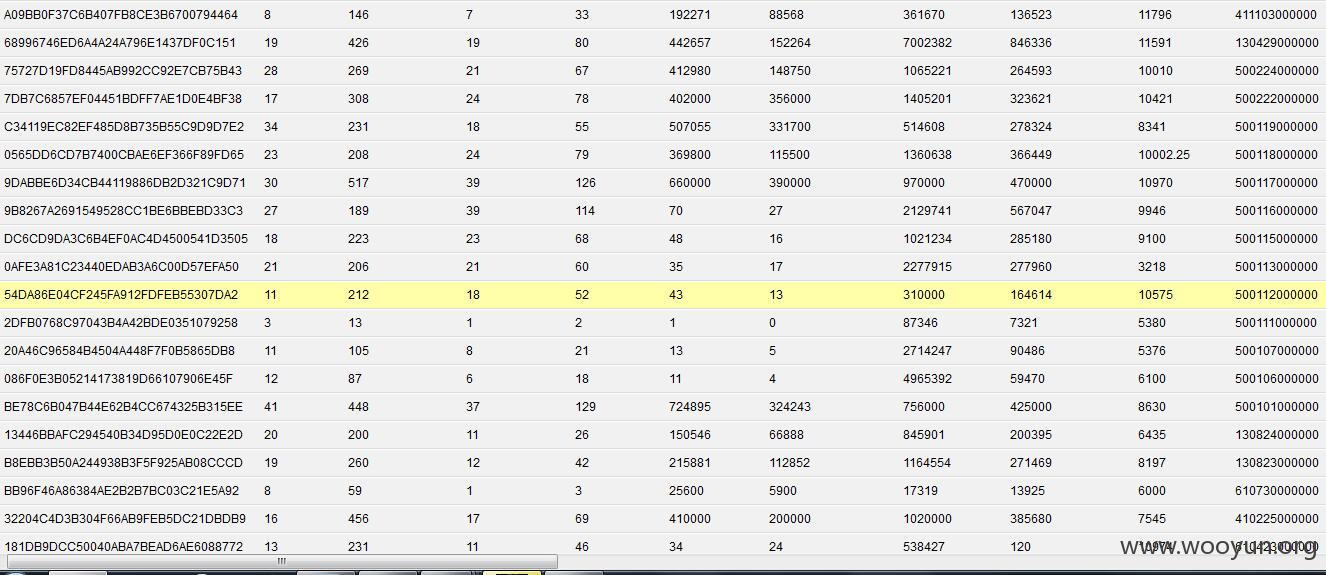 A09BB0F37C6B407FB8CE3B6700794464 8 146 7 33 192271 88568 361670 136523 11796 411103000000
68996746ED6A4A24A796E1437DF0C151 19 426 19 80 442657 152264 7002382 846336 11591 130429000000
75727D19FD8445AB992CC92E7CB75B43 28 269 21 67 412980 148750 1065221 264593 10010 500224000000
7DB7C6857EF04451BDFF7AE1D0E4BF38 17 308 24 78 402000 356000 1405201 323621 10421 500222000000
C34119EC82EF485D8B735B55C9D9D7E2 34 231 18 55 507055 331700 514608 278324 8341 500119000000
0565DD6CD7B7400CBAE6EF366F89FD65 23 208 24 79 369800 115500 1360638 366449 10002.25 500118000000
9DABBE6D34CB44119886DB2D321C9D71 30 517 39 126 660000 390000 970000 470000 10970 500117000000
9B8267A2691549528CC1BE6BBEBD33C3 27 189 39 114 70 27 2129741 567047 9946 500116000000
DC6CD9DA3C6B4EF0AC4D4500541D3505 18 223 23 68 48 16 1021234 285180 9100 500115000000
0AFE3A81C23440EDAB3A6C00D57EFA50 21 206 21 60 35 17 2277915 277960 3218 500113000000
54DA86E04CF245FA912FDFEB55307DA2 11 212 18 52 43 13 310000 164614 10575 500112000000
2DFB0768C97043B4A42BDE0351079258 3 13 1 2 1 0 87346 7321 5380 500111000000
20A46C96584B4504A448F7F0B5865DB8 11 105 8 21 13 5 2714247 90486 5376 500107000000
086F0E3B05214173819D66107906E45F 12 87 6 18 11 4 4965392 59470 6100 500106000000
BE78C6B047B44E62B4CC674325B315EE 41 448 37 129 724895 324243 756000 425000 8630 500101000000
13446BBAFC294540B34D95D0E0C22E2D 20 200 11 26 150546 66888 845901 200395 6435 130824000000
B8EBB3B50A244938B3F5F925AB08CCCD 19 260 12 42 215881 112852 1164554 271469 8197 130823000000
BB96F46A86384AE2B2B7BC03C21E5A92 8 59 1 3 25600 5900 17319 13925 6000 610730000000
32204C4D3B304F66AB9FEB5DC21DBDB9 16 456 17 69 410000 200000 1020000 385680 7545 410225000000
181DB9DCC50040ABA7BEAD6AE6088772 13 231 11 46 34 24 538427 120
www.wooyun.org